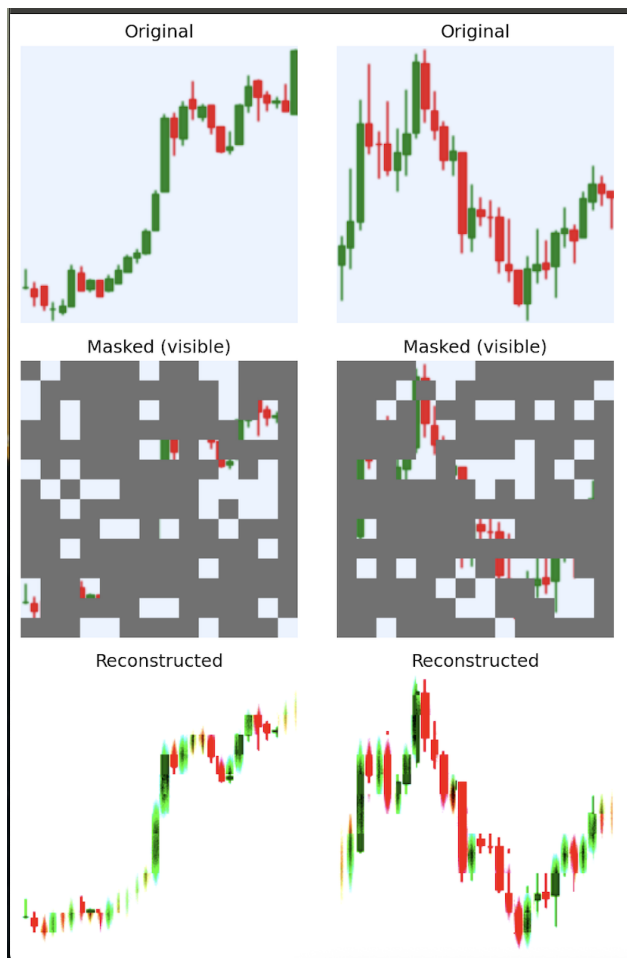 Original
Original
Masked (visible)
Masked (visible)
Reconstructed
Reconstructed